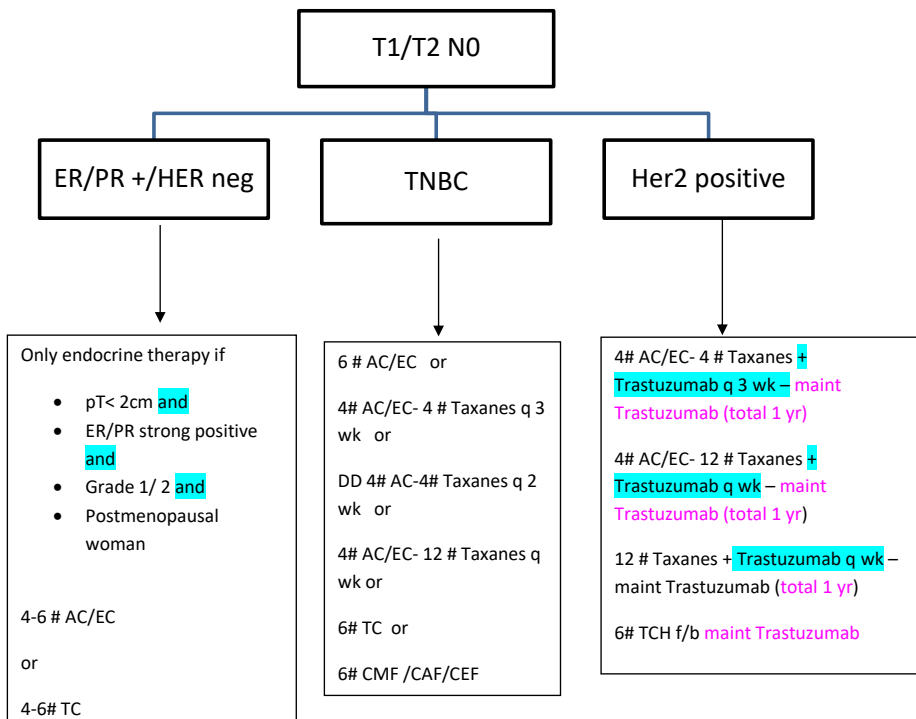 T1/T2 N0
ER/PR +/HER neg
TNBC
Her2 positive
Only endocrine therapy if
• pT< 2cm and
• ER/PR strong positive
and
• Grade 1/ 2 and
• Postmenopausal
woman
4-6 # AC/EC
or
4-6# TC
6 # AC/EC or
4# AC/EC- 4 # Taxanes q 3
wk or
DD 4# AC-4# Taxanes q 2
wk or
4# AC/EC- 12 # Taxanes q
wk or
6# TC or
6# CMF /CAF/CEF
4# AC/EC- 4 # Taxanes +
Trastuzumab q 3 wk – maint
Trastuzumab (total 1 yr)
4# AC/EC- 12 # Taxanes +
Trastuzumab q wk – maint
Trastuzumab (total 1 yr)
12 # Taxanes + Trastuzumab q wk –
maint Trastuzumab (total 1 yr)
6# TCH f/b maint Trastuzumab